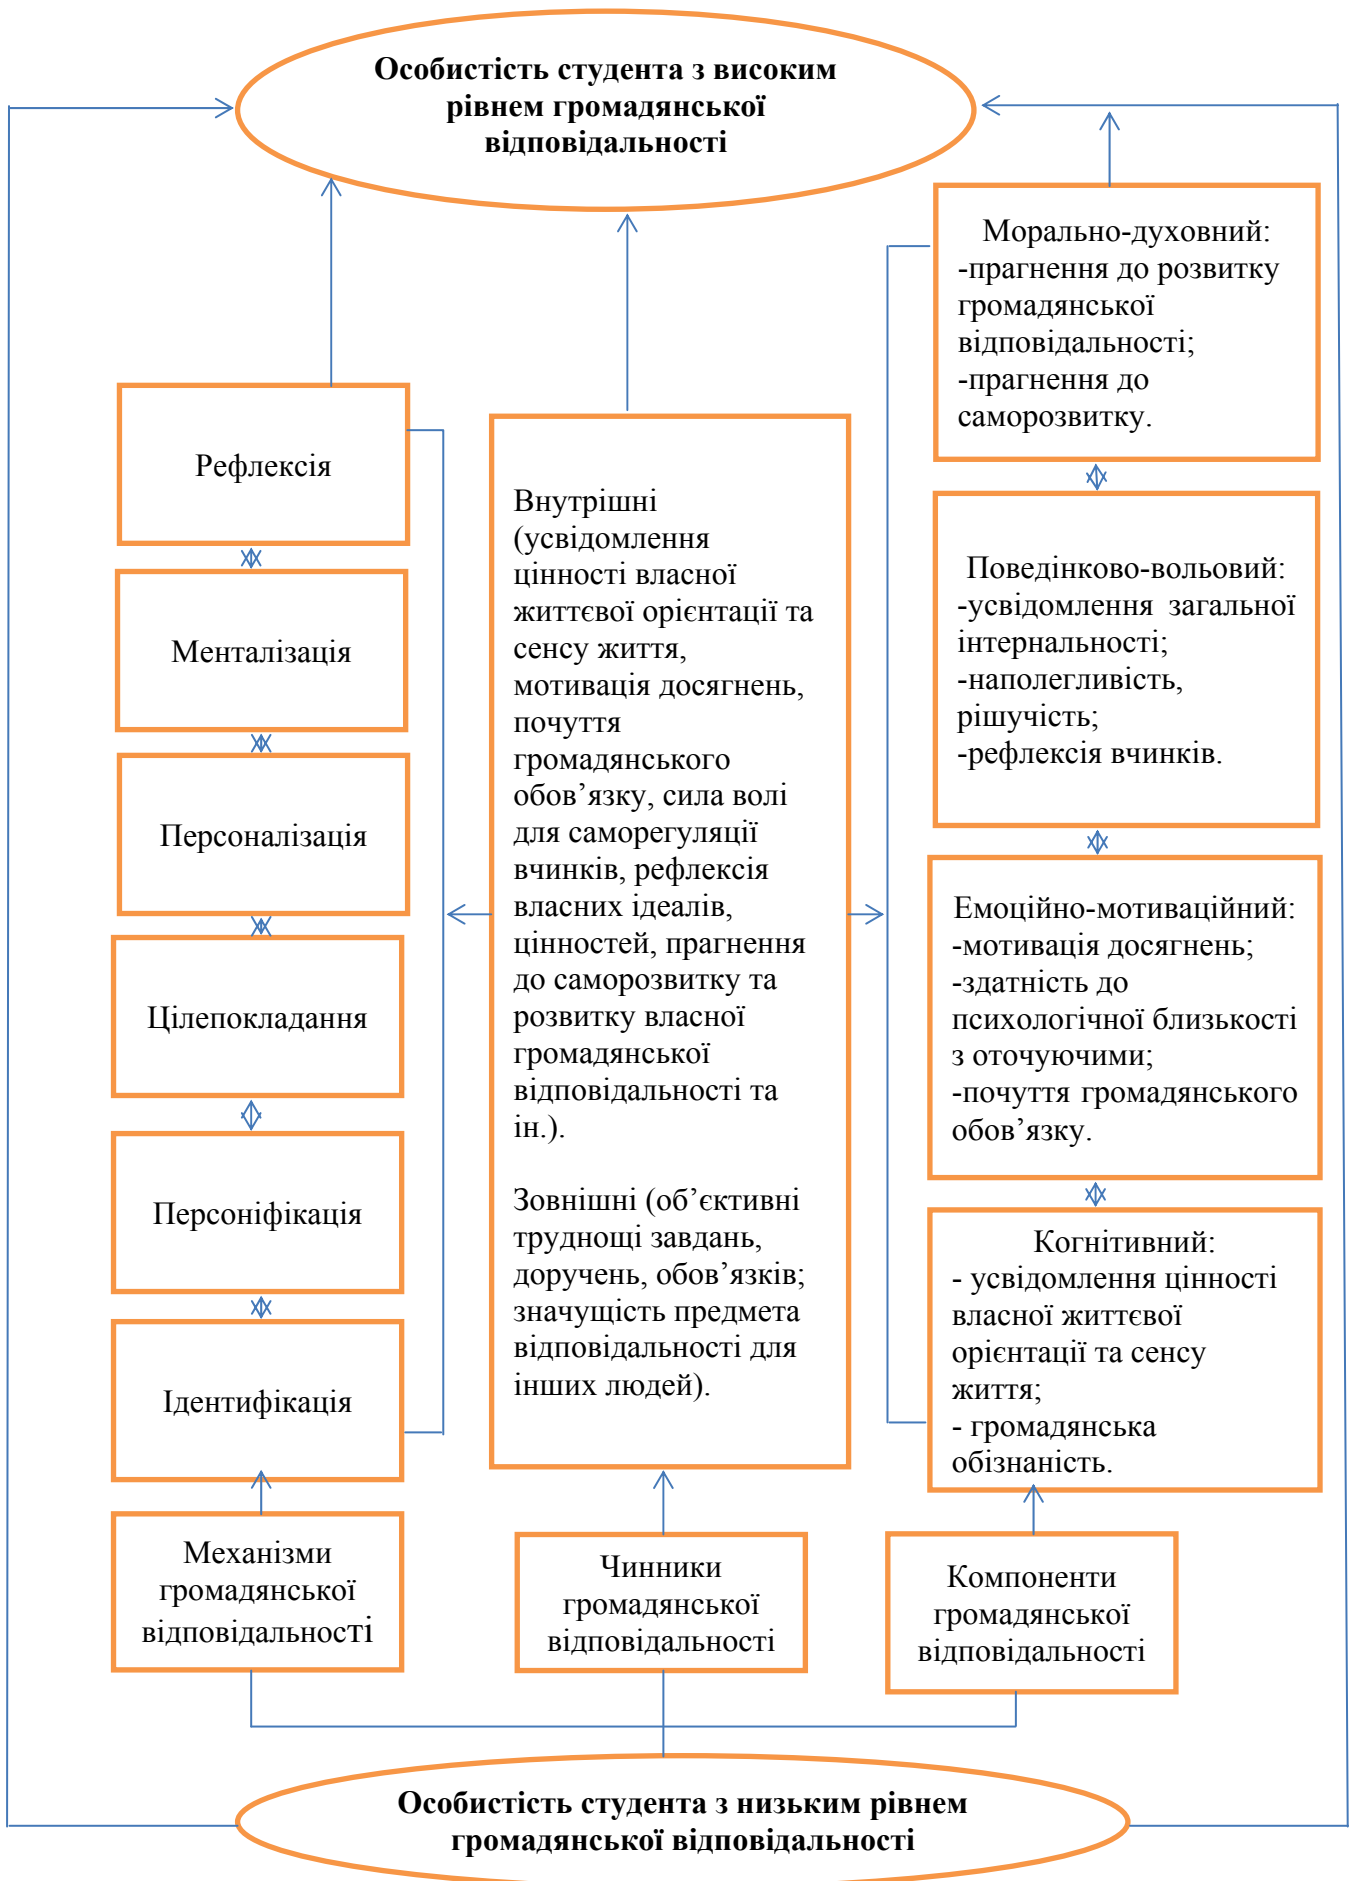 Особистість студента з високим
рівнем громадянської
відповідальності
Рефлексія
Менталізація
Персоналізація
Цілепокладання
Персоніфікація
Ідентифікація
Механізми
громадянської
відповідальності
Внутрішні
(усвідомлення
цінності власної
життєвої орієнтації та
сенсу життя,
мотивація досягнень,
почуття
громадянського
обов’язку, сила волі
для саморегуляції
вчинків, рефлексія
власних ідеалів,
цінностей, прагнення
до саморозвитку та
розвитку власної
громадянської
відповідальності та
ін.).
Зовнішні (об’єктивні
труднощі завдань,
доручень, обов’язків;
значущість предмета
відповідальності для
інших людей).
Чинники
громадянської
відповідальності
Морально-духовний:
-прагнення до розвитку
громадянської
відповідальності;
-прагнення до
саморозвитку.
Поведінково-вольовий:
-усвідомлення загальної
інтернальності;
-наполегливість,
рішучість;
-рефлексія вчинків.
Емоційно-мотиваційний:
-мотивація досягнень;
-здатність до
психологічної близькості
з оточуючими;
-почуття громадянського
обов’язку.
Когнітивний:
- усвідомлення цінності
власної життєвої
орієнтації та сенсу
життя;
- громадянська
обізнаність.
Компоненти
громадянської
відповідальності
Особистість студента з низьким рівнем
громадянської відповідальності